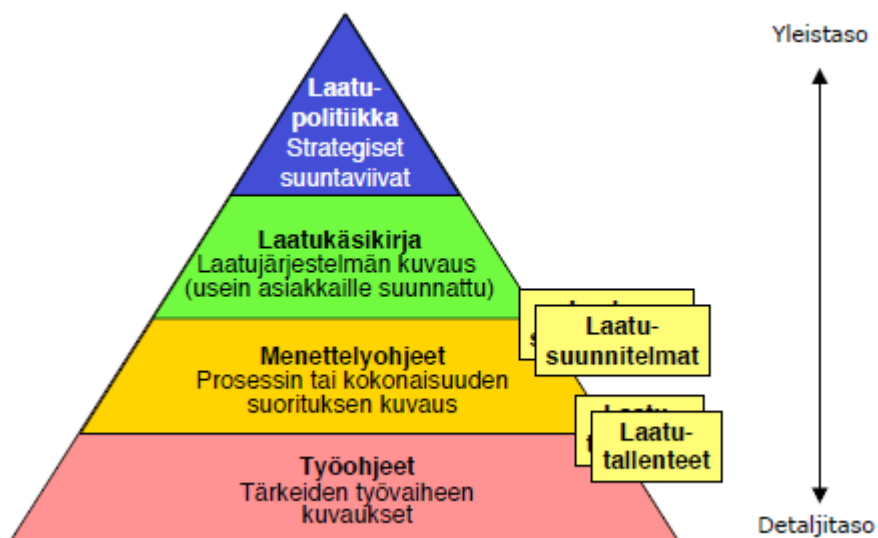 Yleistaso
Laatu-
politiikka
Strategiset
suuntaviivat
Laatukäsikirja
Laatujärjestelmän kuvaus
(usein asiakkaille suunnattu)
Laatu-
suunnitelmat
Menettelyohjeet
Prosessin tai kokonaisuuden
suorituksen kuvaus
Laatu-
tallenteet
Työohjeet
Tärkeiden työvaiheen
kuvaukset
Detaljitaso